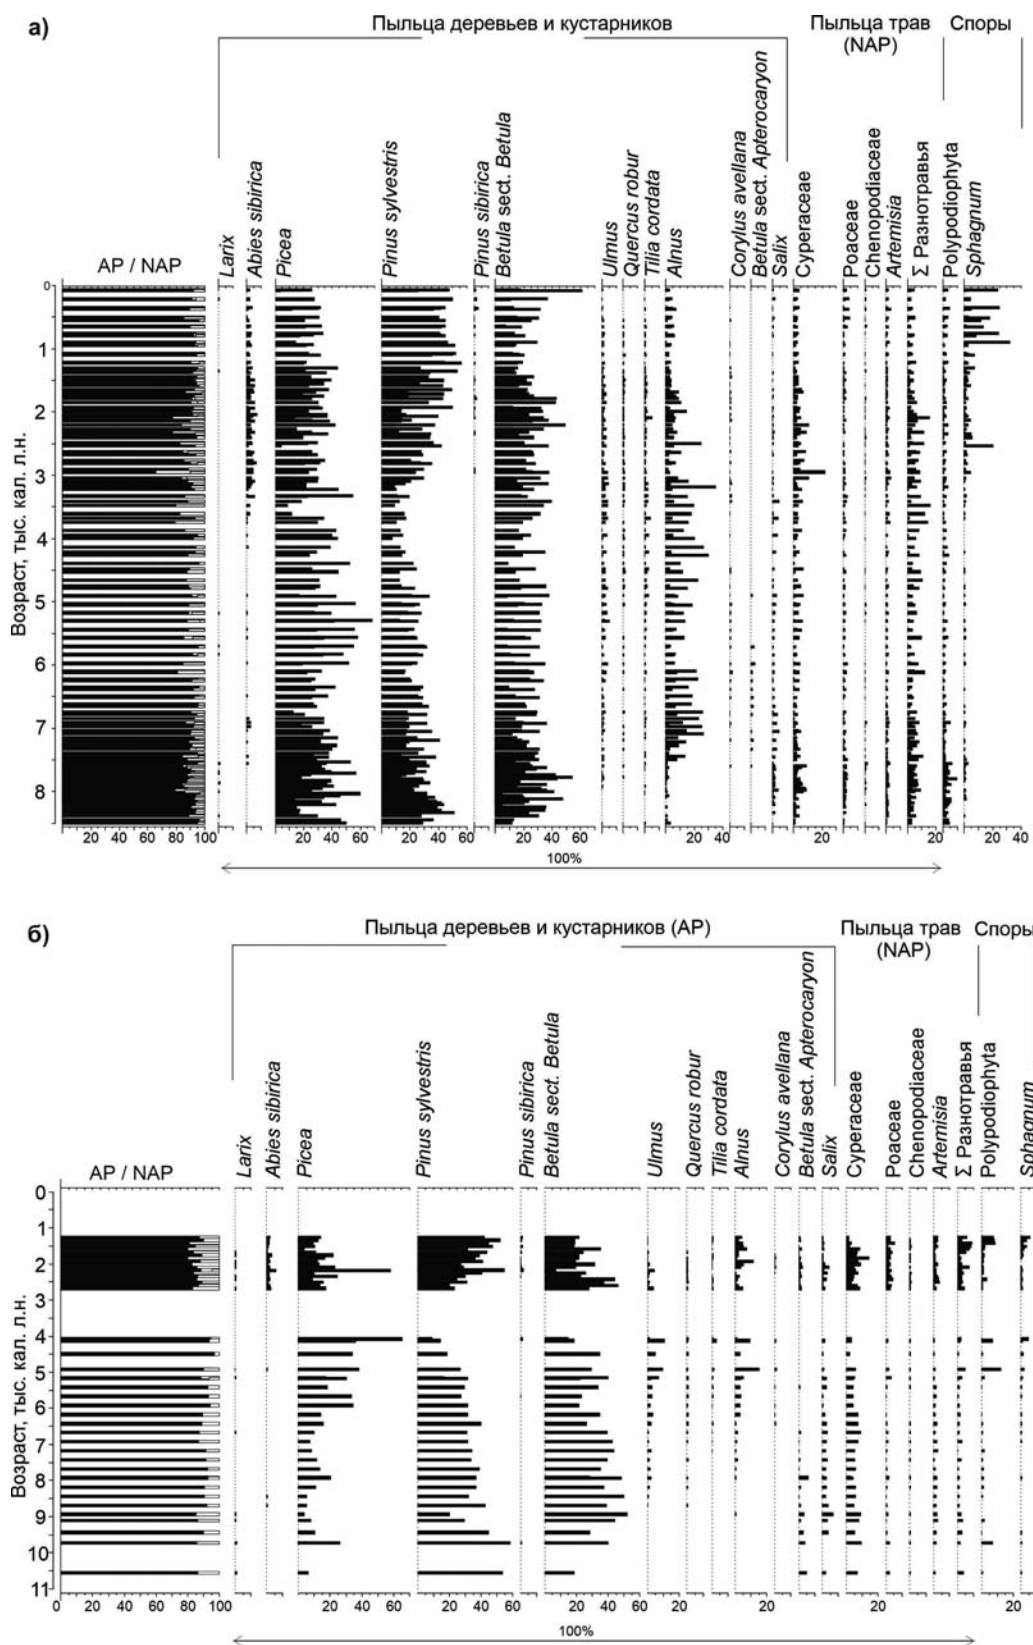 а)
Пыльца деревьев и кустарников
Пыльца трав
(NAP)
Споры
AP / NAP
Larix
Abies sibirica
Picea
Pinus sylvestris
Pinus sibirica
Betula sect. Betula
Ulmus
Quercus robur
Tilia cordata
Alnus
Corylus avellana
Betula sect. Apterocaryon
Salix
Cyperaceae
Poaceae
Chenopodiaceae
Artemisia
Σ Разнотравья
Polypodiophyta
Sphagnum
Возраст, тыс. кал. л.н.
0
1
2
3
4
5
6
7
8
20 40 60 80 100 20 40 60 20 40 60 20 40 60 20 40 20 20 20 40
100%
б)
Пыльца деревьев и кустарников (AP)
Пыльца трав
(NAP)
Споры
AP / NAP
Larix
Abies sibirica
Picea
Pinus sylvestris
Pinus sibirica
Betula sect. Betula
Ulmus
Quercus robur
Tilia cordata
Alnus
Corylus avellana
Betula sect. Apterocaryon
Salix
Cyperaceae
Poaceae
Chenopodiaceae
Artemisia
Σ Разнотравья
Polypodiophyta
Sphagnum
Возраст, тыс. кал. л.н.
0
1
2
3
4
5
6
7
8
9
10
11
0 20 40 60 80 100 20 40 60 20 40 60 20 40 60 20 20 20 20
100%